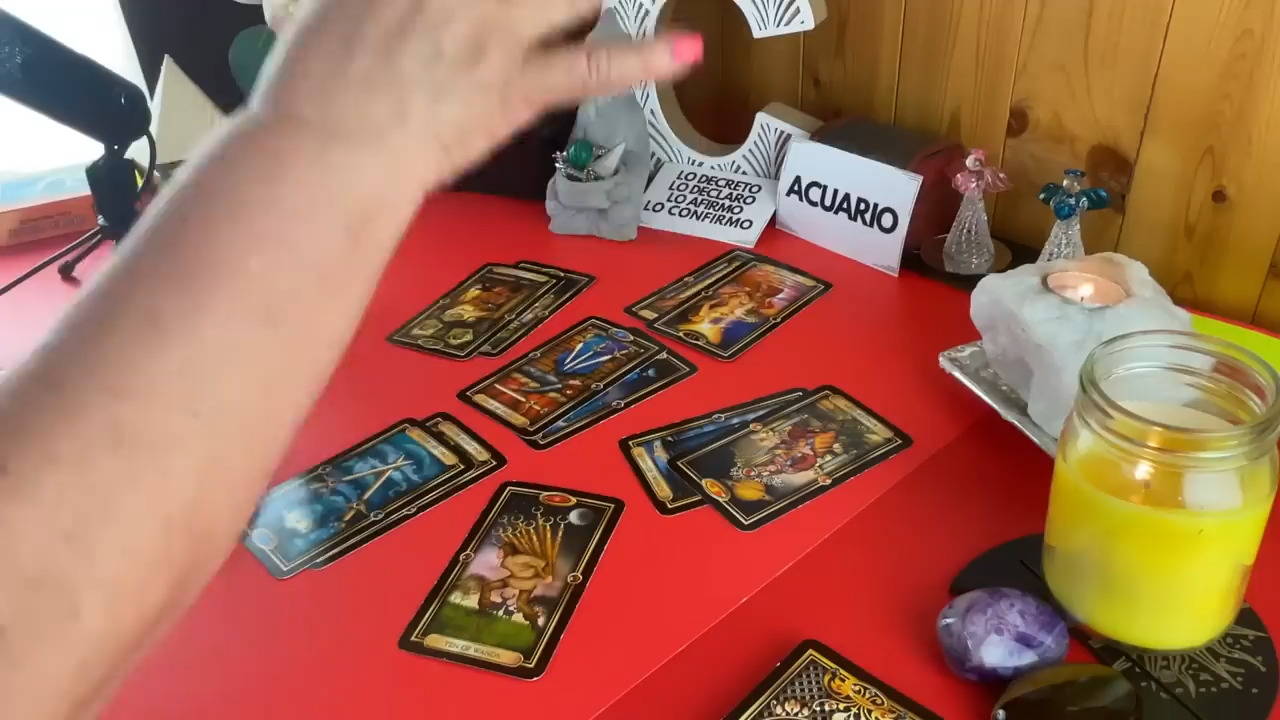 LO DECRETO
LO DECLARO
LO AFIRMO
LO CONFIRMO
ACUARIO
TEN OF WANDS